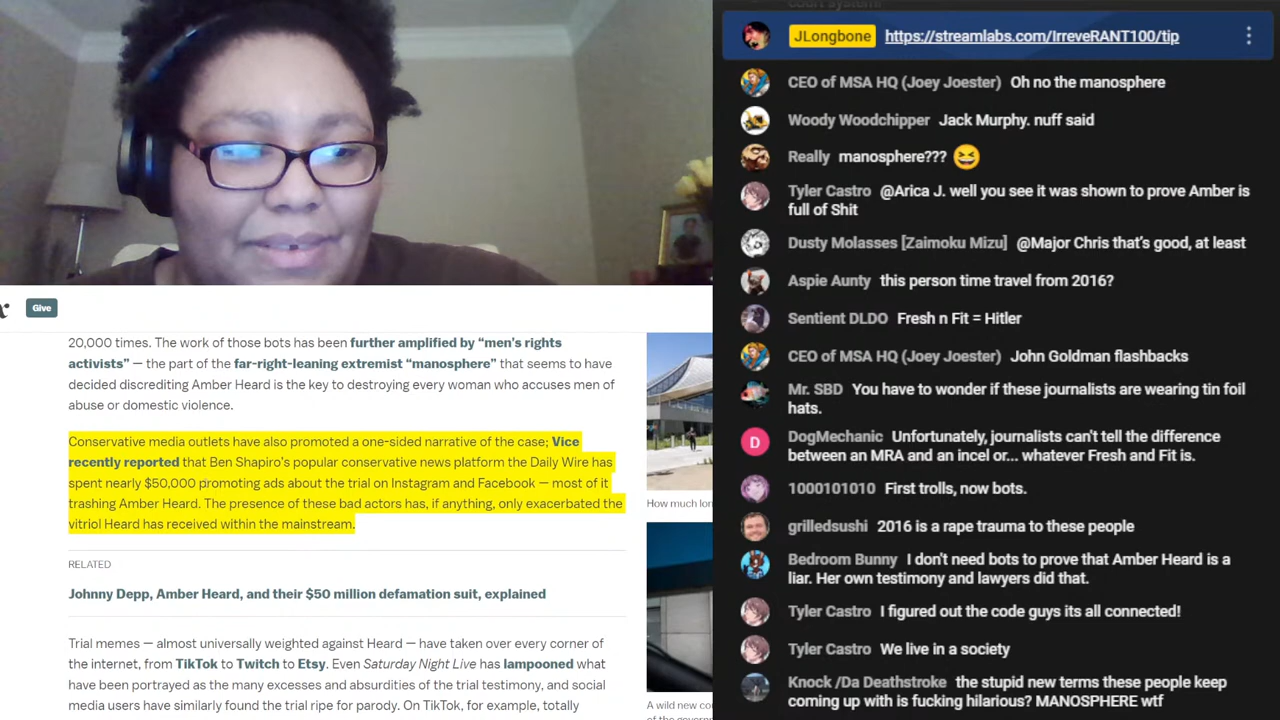 Give
20,000 times. The work of those bots has been further amplified by “men’s rights
activists” — the part of the far-right-leaning extremist “manosphere” that seems to have
decided discrediting Amber Heard is the key to destroying every woman who accuses men of
abuse or domestic violence.
Conservative media outlets have also promoted a one-sided narrative of the case; Vice
recently reported that Ben Shapiro’s popular conservative news platform the Daily Wire has
spent nearly $50,000 promoting ads about the trial on Instagram and Facebook — most of it
trashing Amber Heard. The presence of these bad actors has, if anything, only exacerbated the
vitriol Heard has received within the mainstream.
RELATED
Johnny Depp, Amber Heard, and their $50 million defamation suit, explained
Trial memes — almost universally weighted against Heard — have taken over every corner of
the internet, from TikTok to Twitch to Etsy. Even Saturday Night Live has lampooned what
have been portrayed as the many excesses and absurdities of the trial testimony, and social
media users have similarly found the trial ripe for parody. On TikTok, for example, totally
How much lon
A wild new co
of the govern
court system!
JLongbone https://streamlabs.com/IrreveRANT100/tip
CEO of MSA HQ (Joey Joester) Oh no the manosphere
Woody Woodchipper Jack Murphy. nuff said
Really manosphere??? 😆
Tyler Castro @Arica J. well you see it was shown to prove Amber is
full of Shit
Dusty Molasses [Zaimoku Mizu] @Major Chris that's good, at least
Aspie Aunty this person time travel from 2016?
Sentient DLDO Fresh n Fit = Hitler
CEO of MSA HQ (Joey Joester) John Goldman flashbacks
Mr. SBD You have to wonder if these journalists are wearing tin foil
hats.
D
DogMechanic Unfortunately, journalists can't tell the difference
between an MRA and an incel or... whatever Fresh and Fit is.
1000101010 First trolls, now bots.
grilledsushi 2016 is a rape trauma to these people
Bedroom Bunny I don't need bots to prove that Amber Heard is a
liar. Her own testimony and lawyers did that.
Tyler Castro I figured out the code guys its all connected!
Tyler Castro We live in a society
Knock /Da Deathstroke the stupid new terms these people keep
coming up with is fucking hilarious? MANOSPHERE wtf